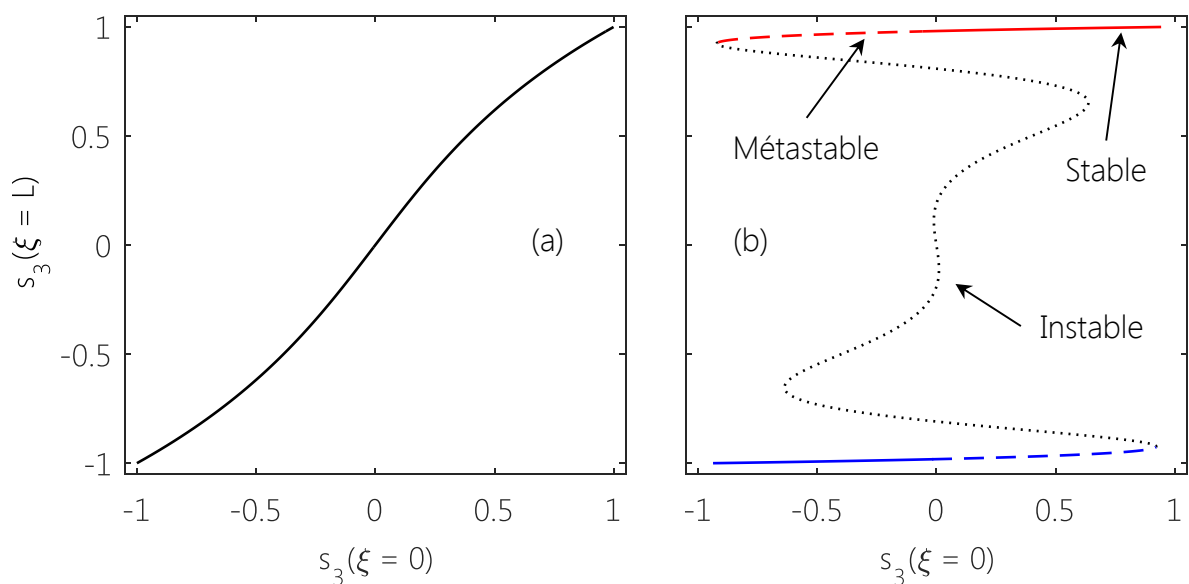 1
0.5
0
-0.5
-1
s3(ξ = L)
(a)
-1 -0.5 0 0.5 1
s3(ξ = 0)
Métastable
Stable
(b)
Instable
-1 -0.5 0 0.5 1
s3(ξ = 0)